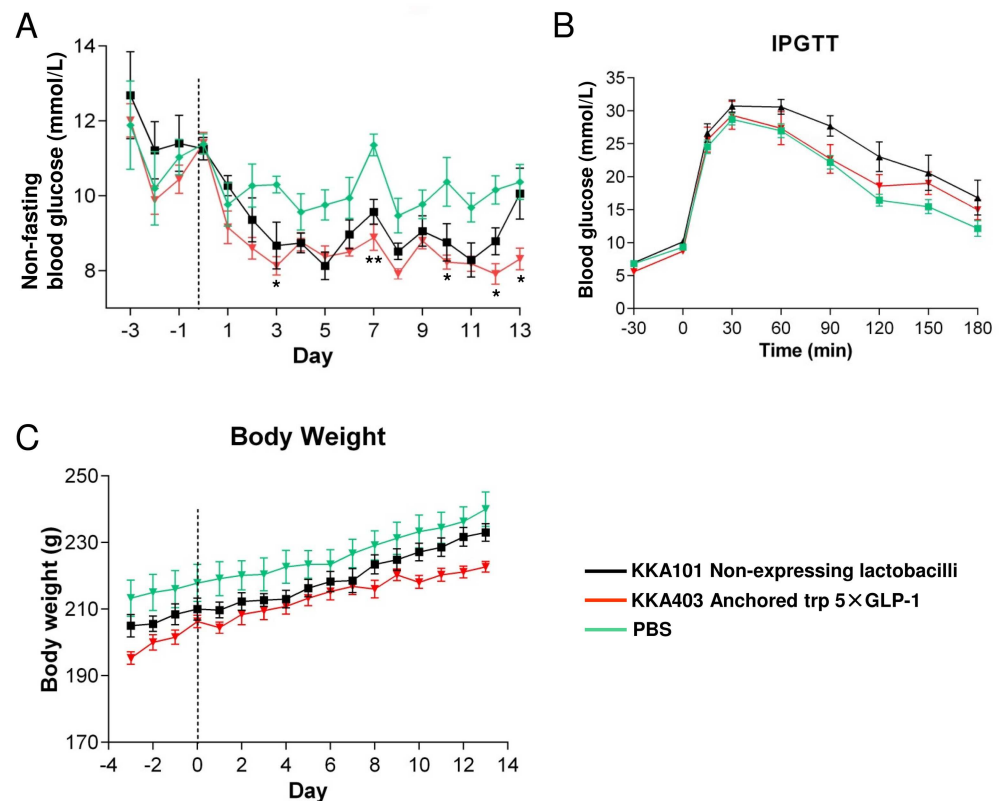 A
Non-fasting
blood glucose (mmol/L)
14
12
10
8
-3 -1 1 3 5 7 9 11 13
Day
*
**
*
*
*
B
IPGTT
Blood glucose (mmol/L)
35
30
25
20
15
10
5
0
-30 0 30 60 90 120 150 180
Time (min)
C
Body Weight
Body weight (g)
250
230
210
190
170
-4 -2 0 2 4 6 8 10 12 14
Day
KKA101 Non-expressing lactobacilli
KKA403 Anchored trp 5×GLP-1
PBS